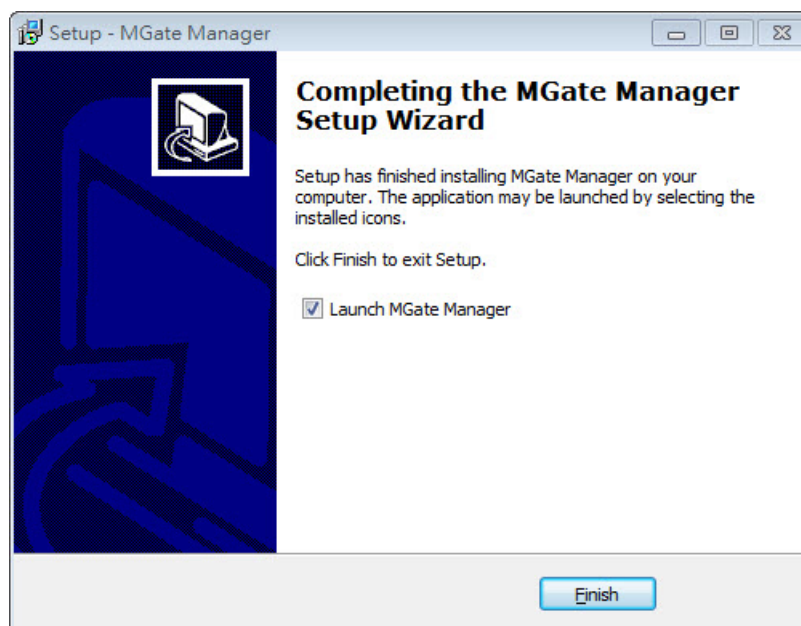 Setup - MGate Manager
Completing the MGate Manager
Setup Wizard
Setup has finished installing MGate Manager on your
computer. The application may be launched by selecting the
installed icons.
Click Finish to exit Setup.
Launch MGate Manager
Finish